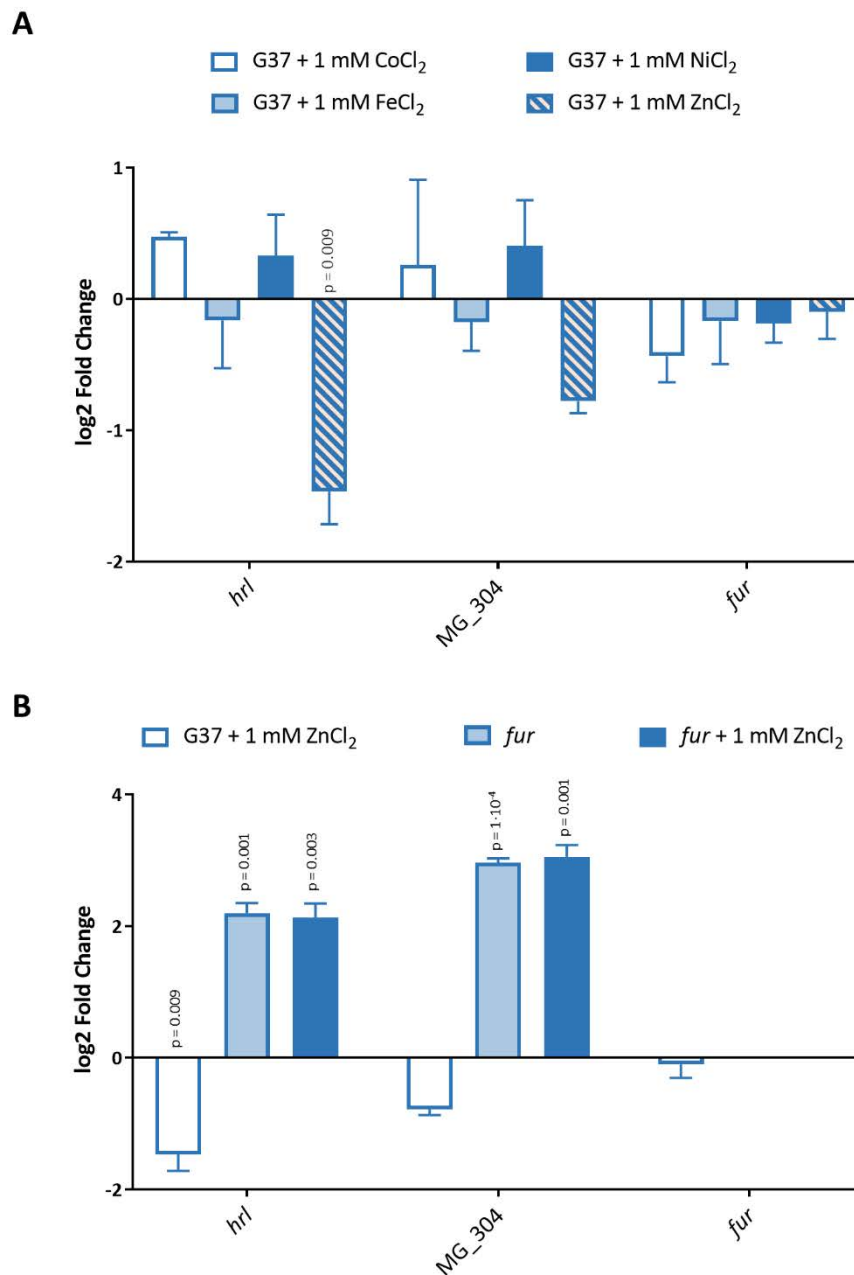 A
G37 + 1 mM CoCl2
G37 + 1 mM NiCl2
G37 + 1 mM FeCl2
G37 + 1 mM ZnCl2
log2 Fold Change
1
0
-1
-2
p = 0.009
hrl
MG_304
fur
B
G37 + 1 mM ZnCl2
fur
fur + 1 mM ZnCl2
log2 Fold Change
4
2
0
-2
p = 0.009
p = 0.001
p = 0.003
p = 1·10-4
p = 0.001
hrl
MG_304
fur